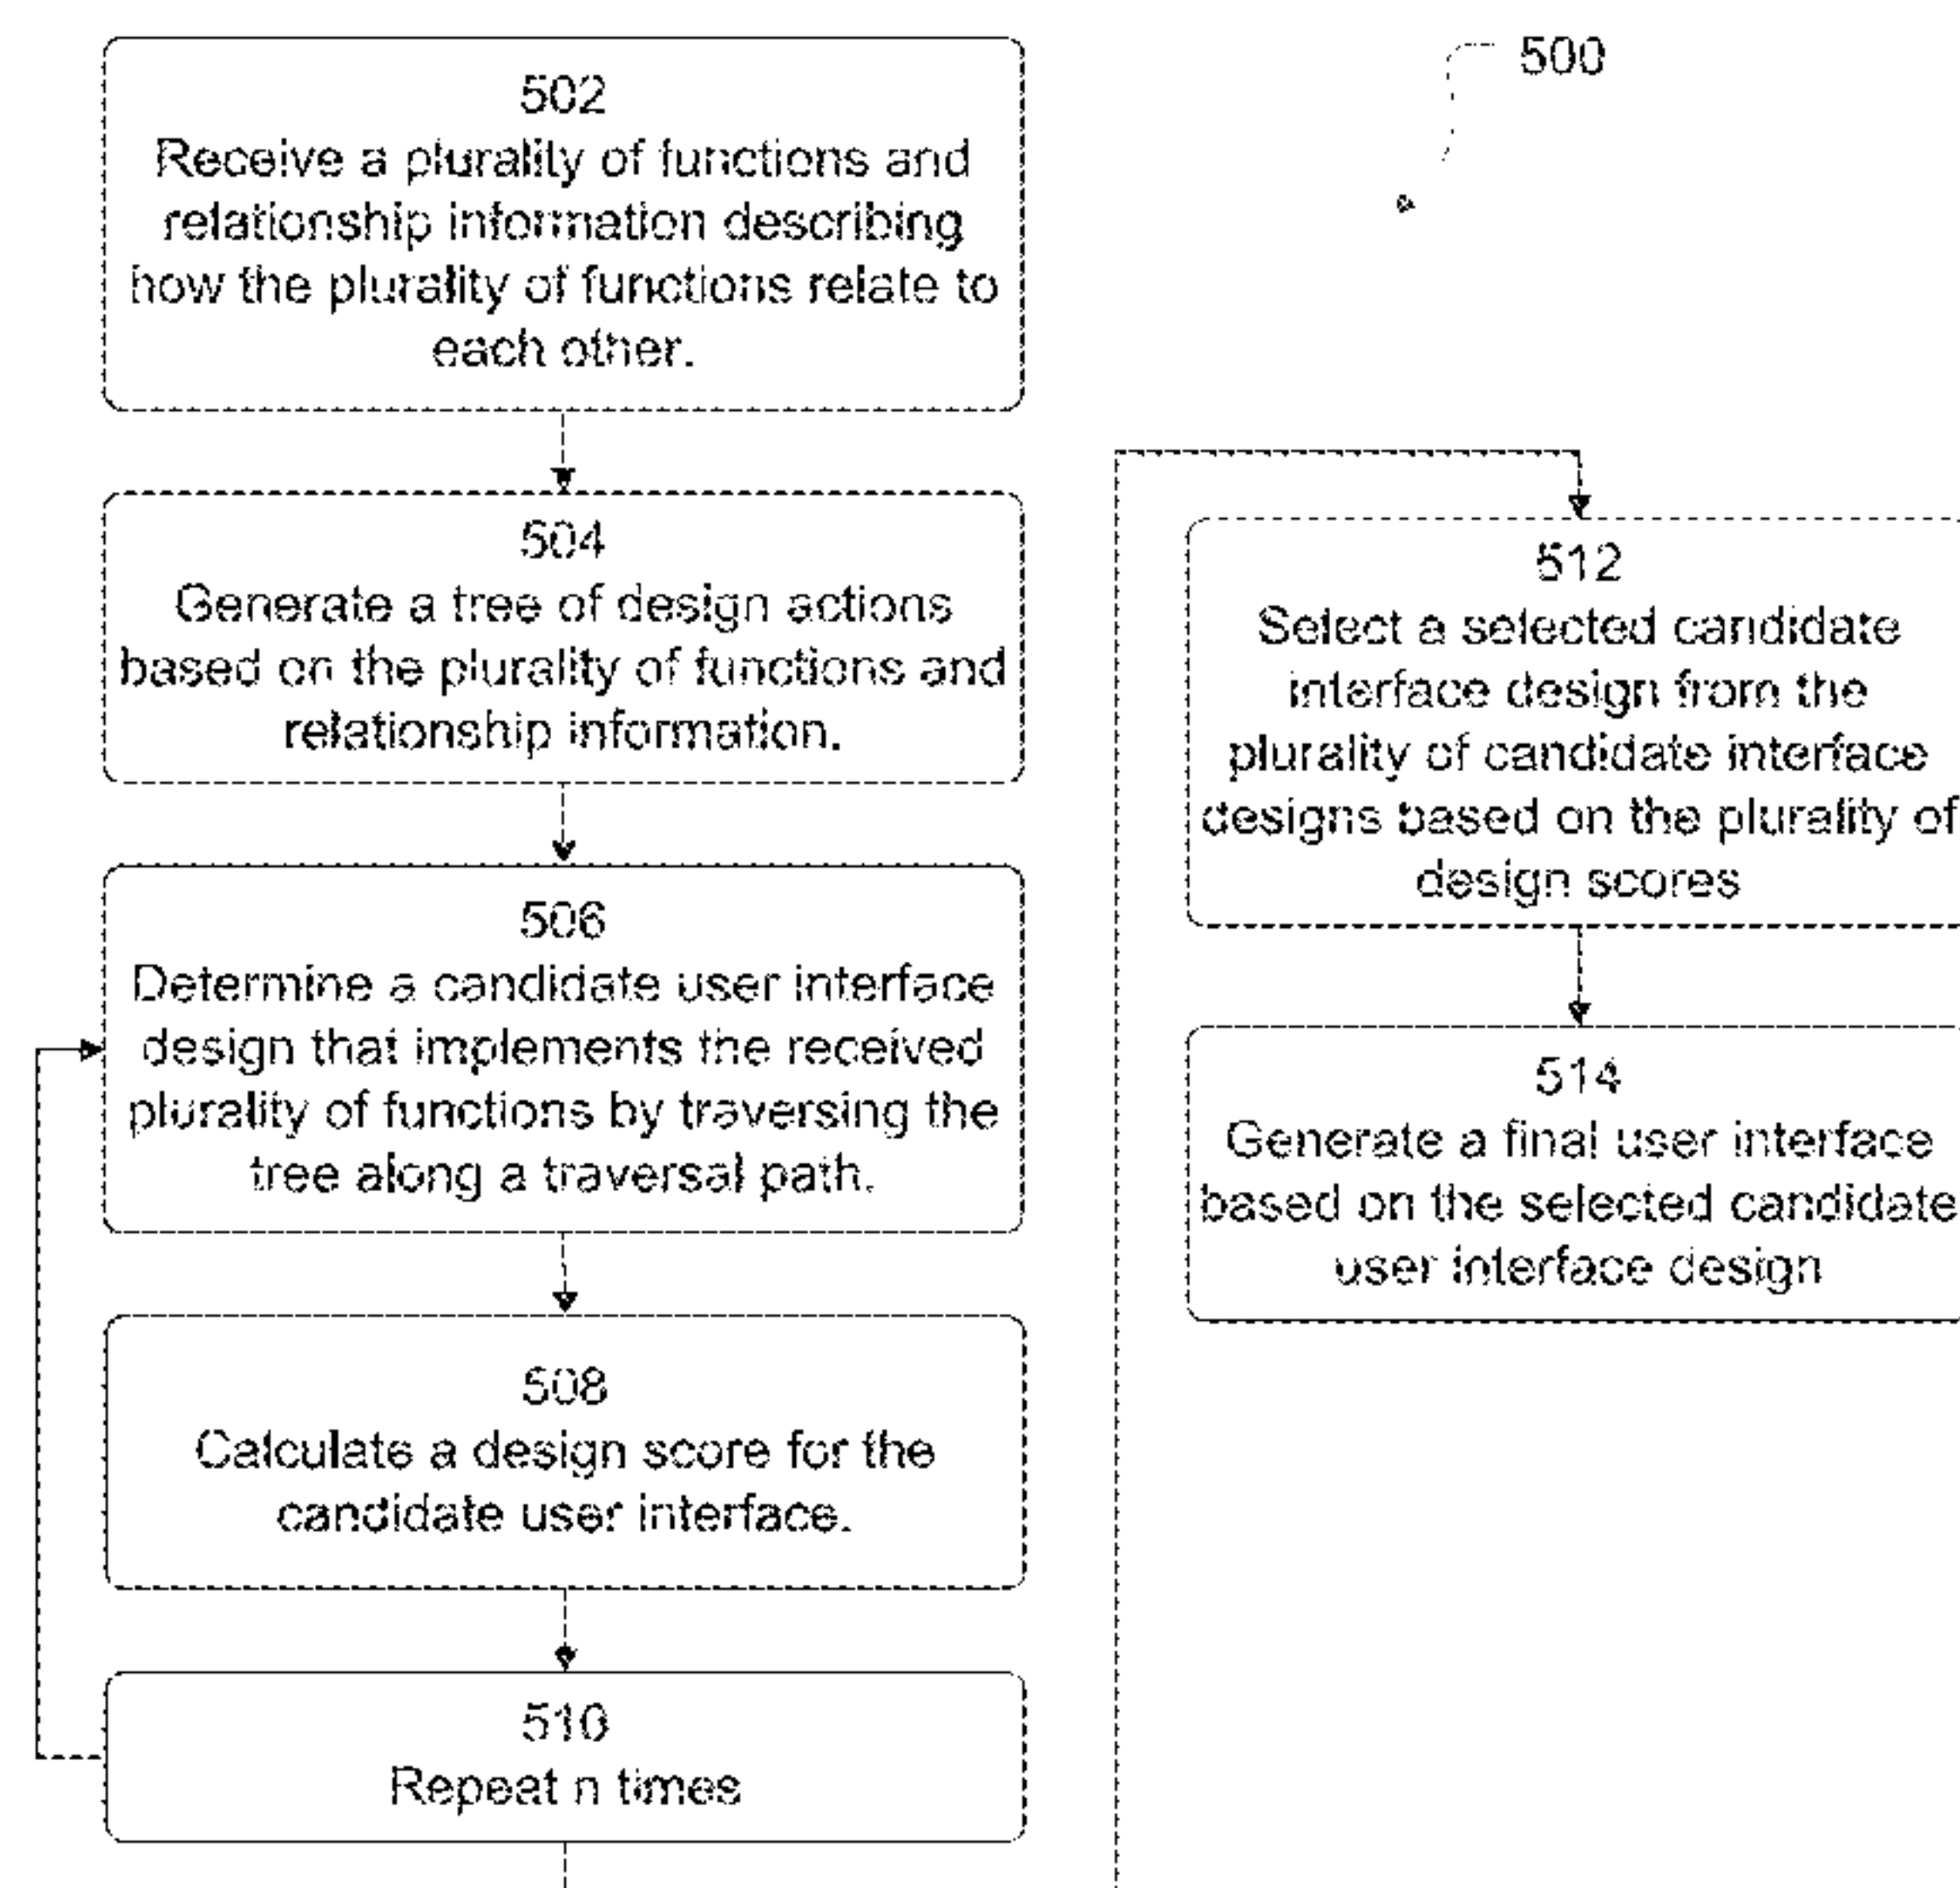 502
Receive a plurality of functions and
relationship information describing
how the plurality of functions relate to
each other.
504
Generate a tree of design actions
based on the plurality of functions and
relationship information.
506
Determine a candidate user interface
design that implements the received
plurality of functions by traversing the
tree along a traversal path.
508
Calculate a design score for the
candidate user interface.
510
Repeat n times
500
512
Select a selected candidate
interface design from the
plurality of candidate interface
designs based on the plurality of
design scores
514
Generate a final user interface
based on the selected candidate
user interface design